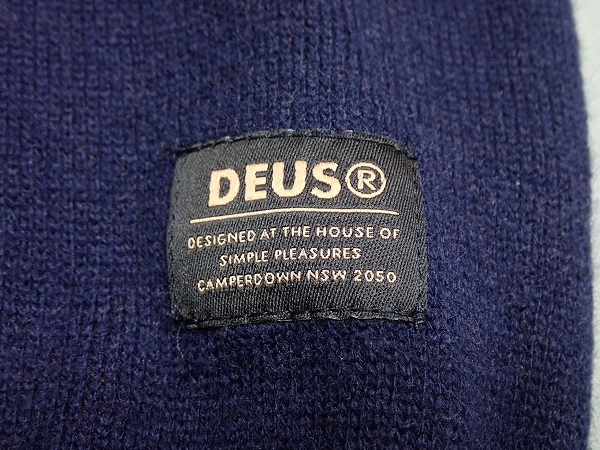 DEUS®
DESIGNED AT THE HOUSE OF
SIMPLE PLEASURES
CAMPERDOWN NSW 2050